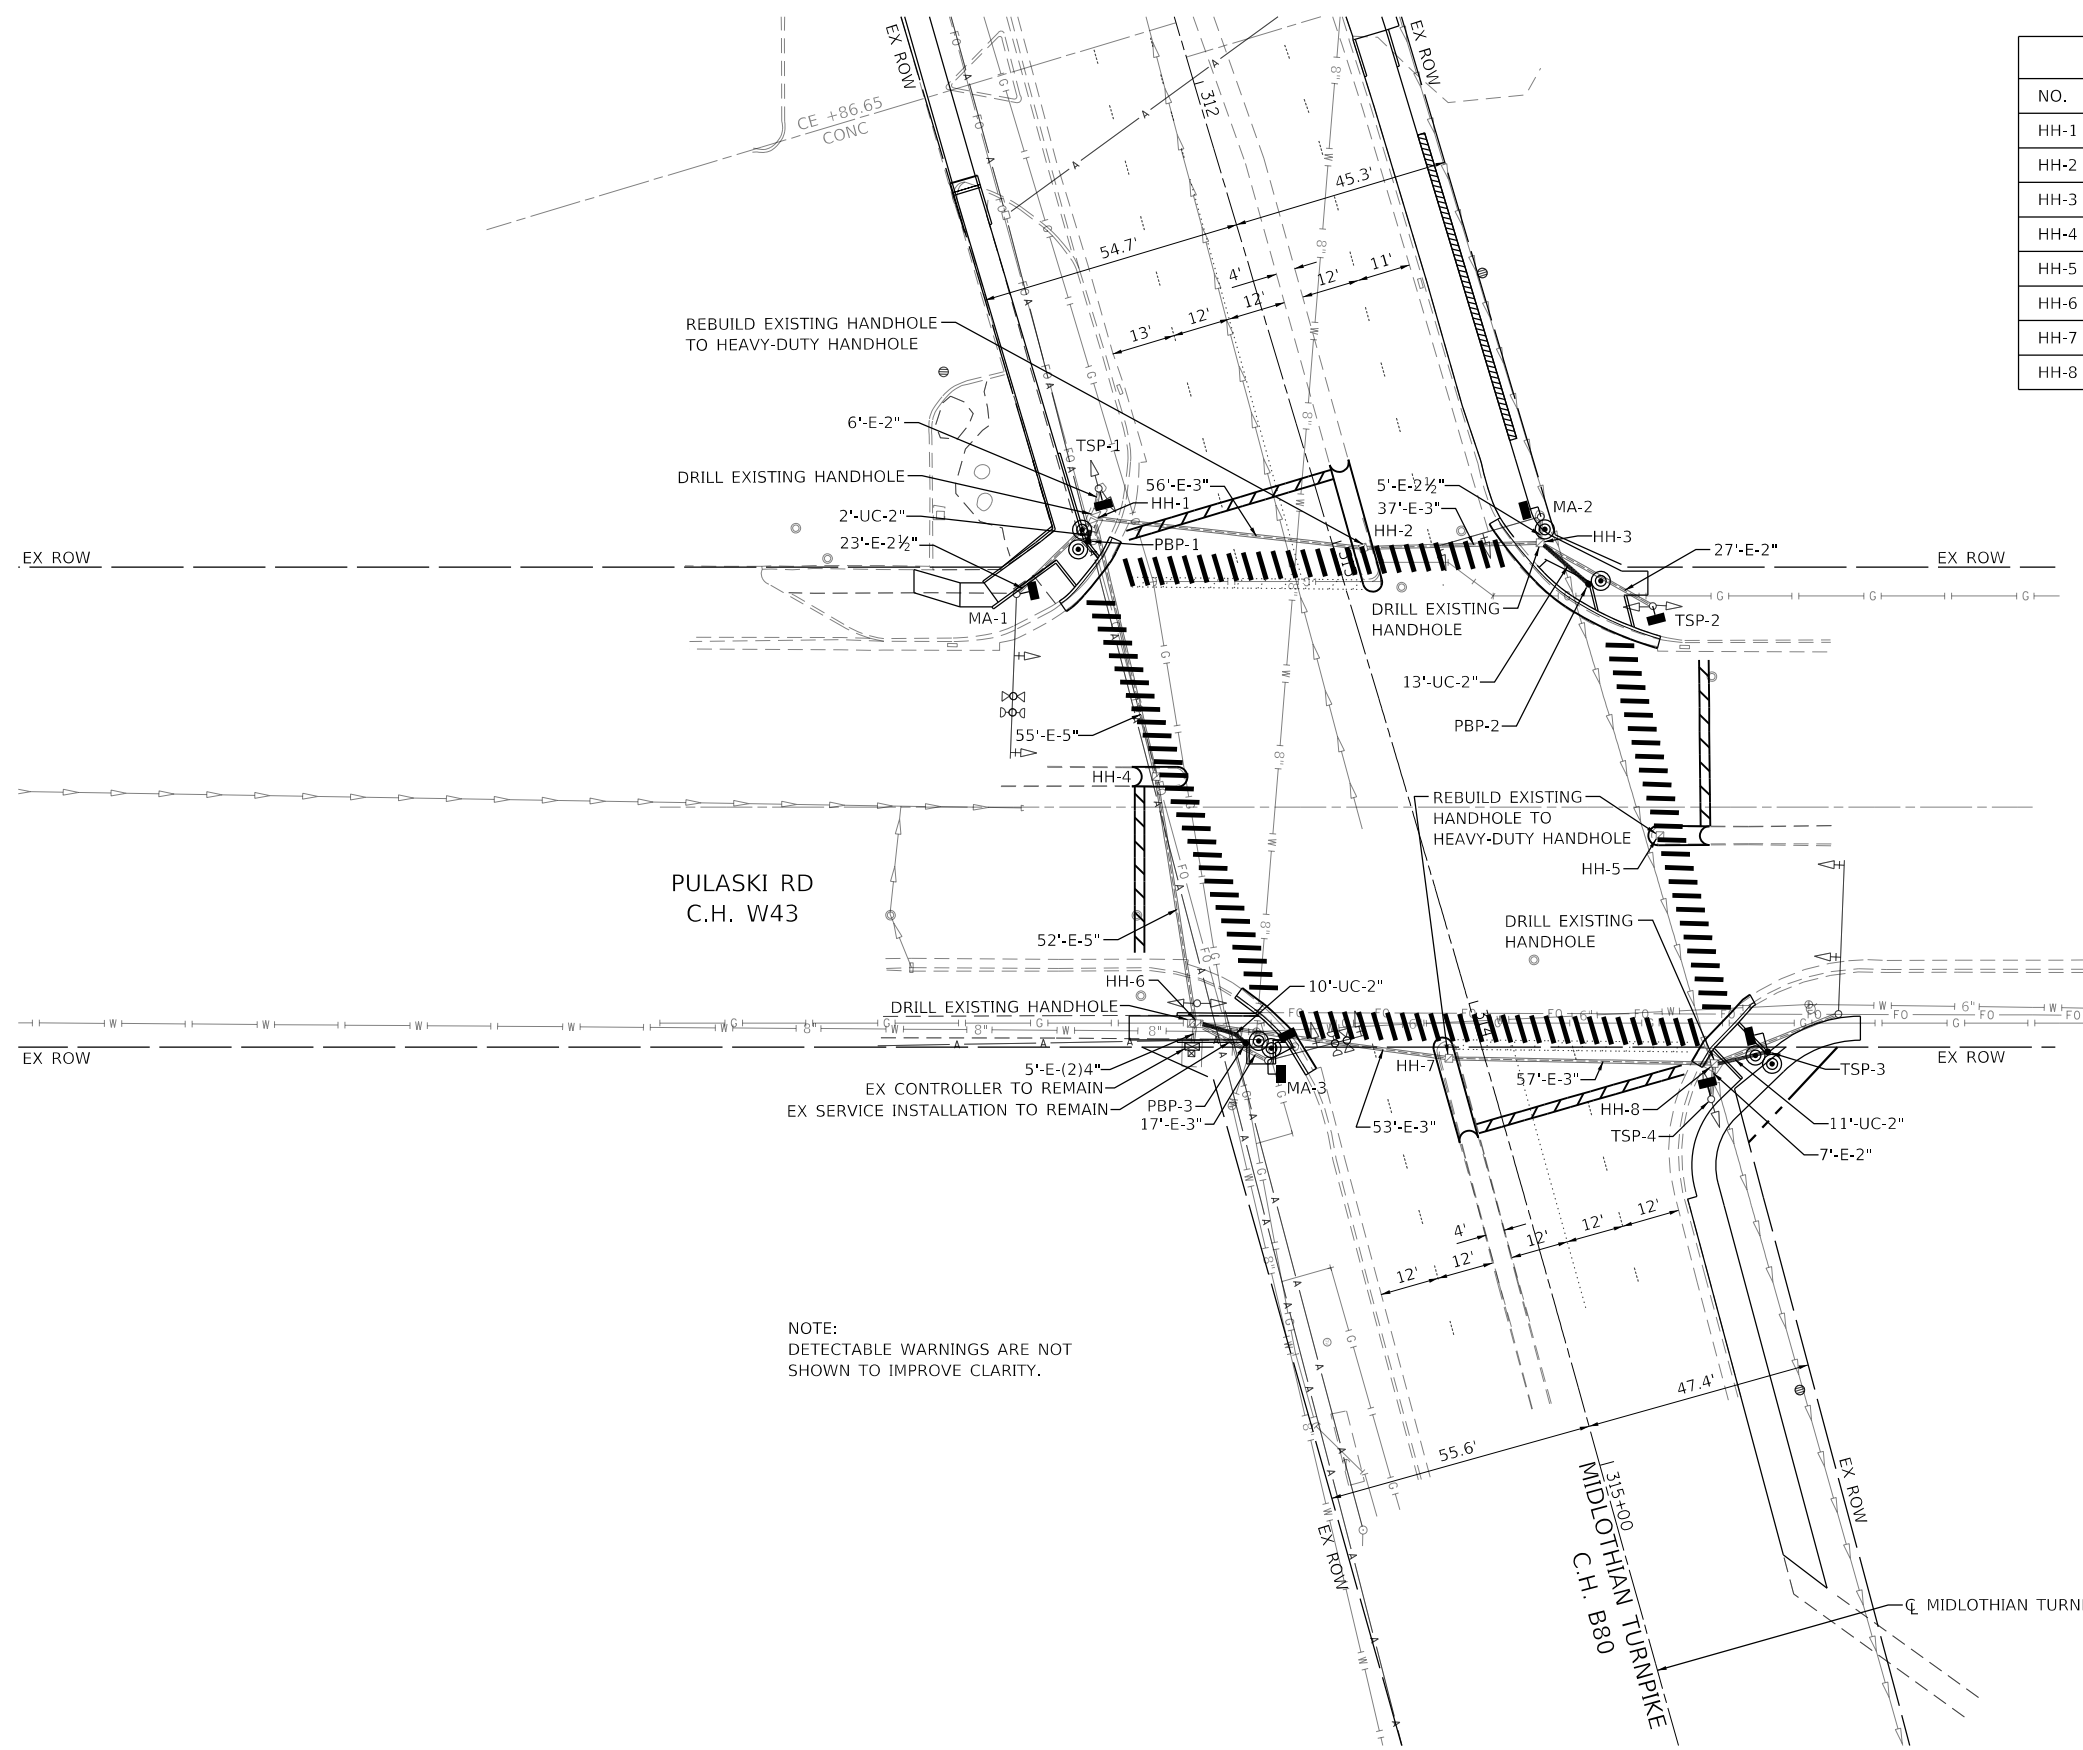 EX ROW
EX ROW
CE +86.65
CONC
312
NO.
HH-1
HH-2
HH-3
HH-4
HH-5
HH-6
HH-7
HH-8
45.3'
54.7'
4'
12'
11'
13'
12'
12'
REBUILD EXISTING HANDHOLE
TO HEAVY-DUTY HANDHOLE
6'-E-2"
TSP-1
DRILL EXISTING HANDHOLE
56'-E-3"
HH-1
5'-E-2½"
37'-E-3"
MA-2
2'-UC-2"
23'-E-2½"
PBP-1
HH-2
HH-3
27'-E-2"
EX ROW
EX ROW
313
MA-1
DRILL EXISTING
HANDHOLE
TSP-2
13'-UC-2"
PBP-2
55'-E-5"
HH-4
REBUILD EXISTING
HANDHOLE TO
HEAVY-DUTY HANDHOLE
HH-5
PULASKI RD
C.H. W43
52'-E-5"
DRILL EXISTING
HANDHOLE
HH-6
10'-UC-2"
DRILL EXISTING HANDHOLE
314
EX ROW
EX ROW
5'-E-(2)4"
EX CONTROLLER TO REMAIN
EX SERVICE INSTALLATION TO REMAIN
PBP-3
17'-E-3"
MA-3
HH-7
57'-E-3"
53'-E-3"
HH-8
TSP-3
TSP-4
11'-UC-2"
7'-E-2"
4'
12'
12'
12'
12'
12'
NOTE:
DETECTABLE WARNINGS ARE NOT
SHOWN TO IMPROVE CLARITY.
47.4'
55.6'
EX ROW
EX ROW
315+00
MIDLOTHIAN TURNPIKE
C.H. B80
℄ MIDLOTHIAN TURN